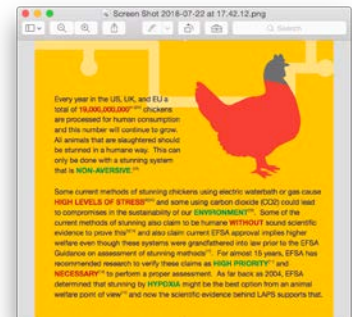 Screen Shot 2018-07-22 at 17.42.12.png
Search
Every year in the US, UK, and EU a
total of 19,000,000,000 chickens
are processed for human consumption
and this number will continue to grow.
All animals that are slaughtered should
be stunned in a humane way. This can
only be done with a stunning system
that is NON-AVERSIVE.
Some current methods of stunning chickens using electric waterbath or gas cause
HIGH LEVELS OF STRESS and some using carbon dioxide (CO2) could lead
to compromises in the sustainability of our ENVIRONMENT. Some of the
current methods of stunning also claim to be humane WITHOUT sound scientific
evidence to prove this and also claim current EFSA approval implies higher
welfare even though these systems were grandfathered into law prior to the EFSA
Guidance on assessment of stunning methods. For almost 15 years, EFSA has
recommended research to verify these claims as HIGH PRIORITY and
NECESSARY to perform a proper assessment. As far back as 2004, EFSA
determined that stunning by HYPOXIA might be the best option from an animal
welfare point of view and now the scientific evidence behind LAPS supports that.